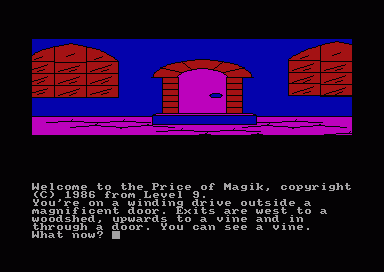 Welcome to the Price of Magik, copyright
(C) 1986 from Level 9.
You're on a winding drive outside a
magnificent door. Exits are west to a
woodshed, upwards to a vine and in
through a door. You can see a vine.
What now?